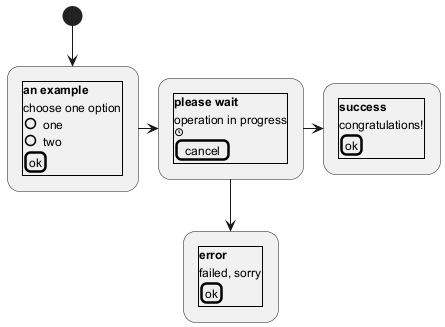 an example
choose one option
one
two
ok
please wait
operation in progress
cancel
success
congratulations!
ok
error
failed, sorry
ok